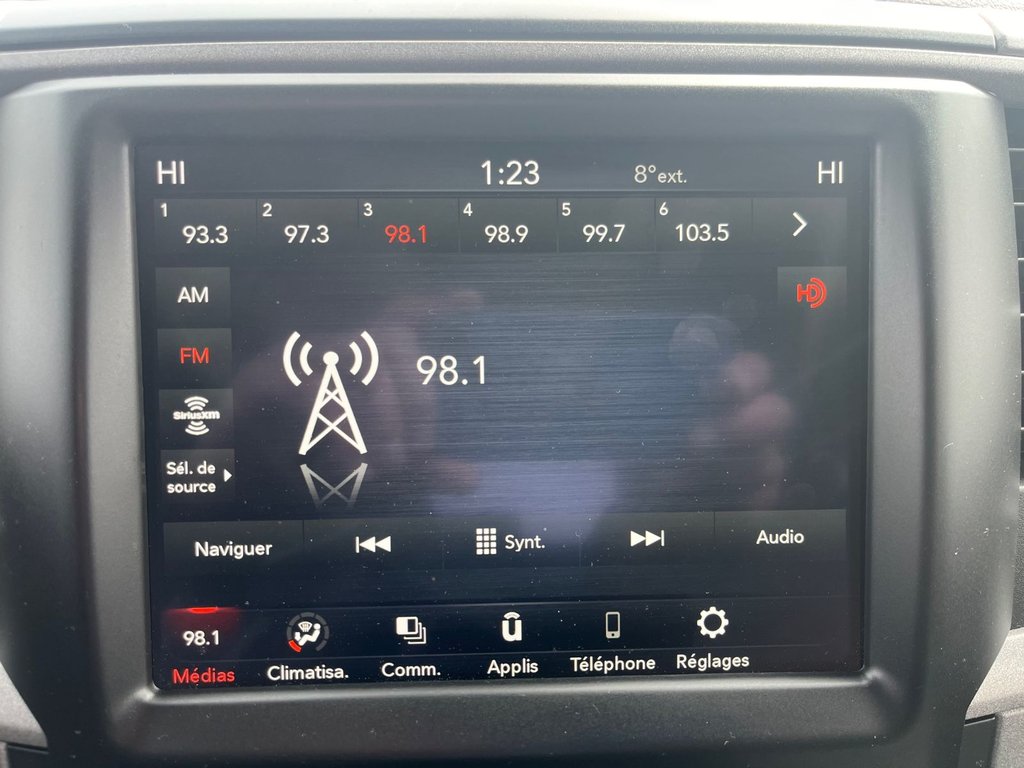 HI 1:23 8°ext. HI
1 2 3 4 5 6
93.3 97.3 98.1 98.9 99.7 103.5
AM
HD
FM
98.1
SiriusXM
Sél. de
source
Naviguer Synt. Audio
98.1
Médias Climatisa. Comm. Applis Téléphone Réglages